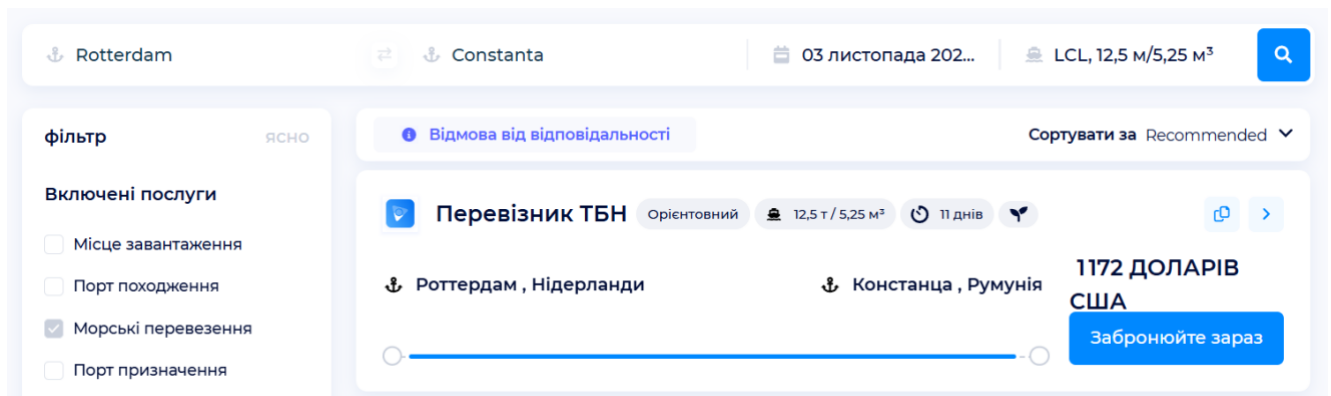 Rotterdam
Constanta
03 листопада 202...
LCL, 12,5 м/5,25 м³
фільтр
ясно
Відмова від відповідальності
Сортувати за Recommended
Включені послуги
Місце завантаження
Порт походження
Морські перевезення
Порт призначення
Перевізник ТБН
Орієнтовний
12,5 т / 5,25 м³
11 днів
Роттердам , Нідерланди
Констанца , Румунія
1172 ДОЛАРІВ
США
Забронюйте зараз